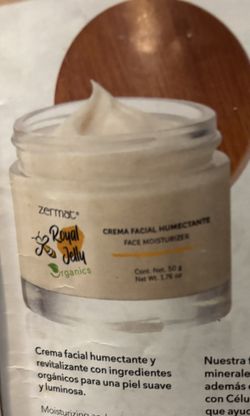 zermat®
Royal
Jelly
Organics
CREMA FACIAL HUMECTANTE
FACE MOISTURIZER
Cont. Net. 50 g
Net Wt. 1.76 oz
Crema facial humectante y
revitalizante con ingredientes
orgánicos para una piel suave
y luminosa.
Moisturizing
Nuestra
minerale
además
con Célu
que ayu